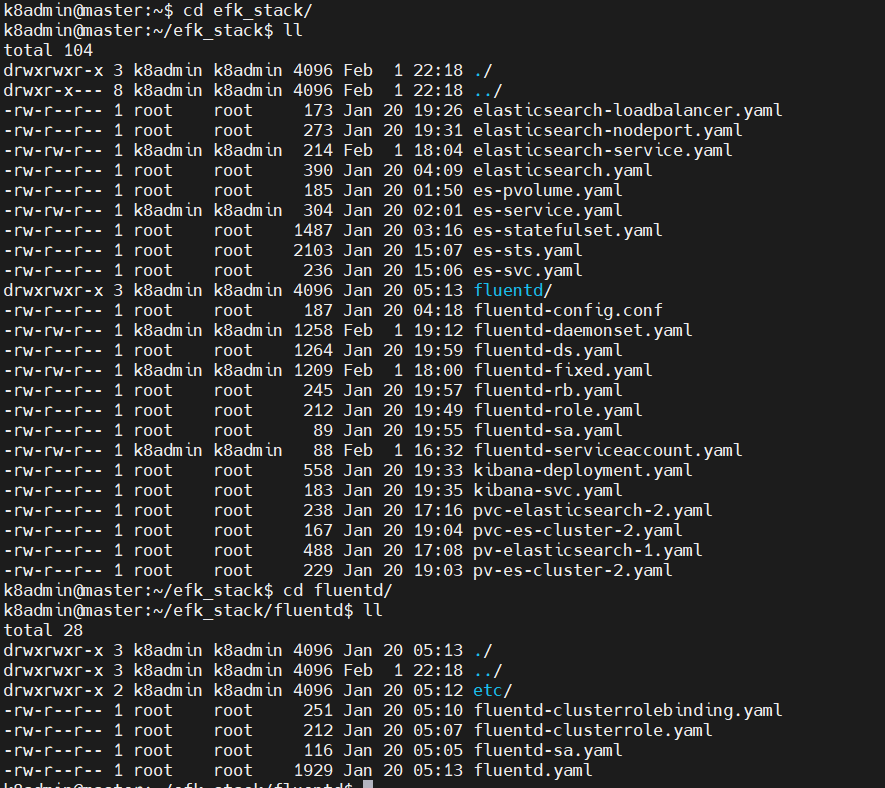 k8admin@master:~$ cd efk_stack/
k8admin@master:~/efk_stack$ ll
total 104
drwxrwxr-x 3 k8admin k8admin 4096 Feb  1 22:18 ./
drwxr-x--- 8 k8admin k8admin 4096 Feb  1 22:18 ../
-rw-r--r-- 1 root    root     173 Jan 20 19:26 elasticsearch-loadbalancer.yaml
-rw-r--r-- 1 root    root     273 Jan 20 19:31 elasticsearch-nodeport.yaml
-rw-rw-r-- 1 k8admin k8admin  214 Feb  1 18:04 elasticsearch-service.yaml
-rw-r--r-- 1 root    root     390 Jan 20 04:09 elasticsearch.yaml
-rw-r--r-- 1 root    root     185 Jan 20 01:50 es-pvolume.yaml
-rw-rw-r-- 1 k8admin k8admin  304 Jan 20 02:01 es-service.yaml
-rw-r--r-- 1 root    root    1487 Jan 20 03:16 es-statefulset.yaml
-rw-r--r-- 1 root    root    2103 Jan 20 15:07 es-sts.yaml
-rw-r--r-- 1 root    root     236 Jan 20 15:06 es-svc.yaml
drwxrwxr-x 3 k8admin k8admin 4096 Jan 20 05:13 fluentd/
-rw-r--r-- 1 root    root     187 Jan 20 04:18 fluentd-config.conf
-rw-rw-r-- 1 k8admin k8admin 1258 Feb  1 19:12 fluentd-daemonset.yaml
-rw-r--r-- 1 root    root    1264 Jan 20 19:59 fluentd-ds.yaml
-rw-rw-r-- 1 k8admin k8admin 1209 Feb  1 18:00 fluentd-fixed.yaml
-rw-r--r-- 1 root    root     245 Jan 20 19:57 fluentd-rb.yaml
-rw-r--r-- 1 root    root     212 Jan 20 19:49 fluentd-role.yaml
-rw-r--r-- 1 root    root      89 Jan 20 19:55 fluentd-sa.yaml
-rw-rw-r-- 1 k8admin k8admin   88 Feb  1 16:32 fluentd-serviceaccount.yaml
-rw-r--r-- 1 root    root     558 Jan 20 19:33 kibana-deployment.yaml
-rw-r--r-- 1 root    root     183 Jan 20 19:35 kibana-svc.yaml
-rw-r--r-- 1 root    root     238 Jan 20 17:16 pvc-elasticsearch-2.yaml
-rw-r--r-- 1 root    root     167 Jan 20 19:04 pvc-es-cluster-2.yaml
-rw-r--r-- 1 root    root     488 Jan 20 17:08 pv-elasticsearch-1.yaml
-rw-r--r-- 1 root    root     229 Jan 20 19:03 pv-es-cluster-2.yaml
k8admin@master:~/efk_stack$ cd fluentd/
k8admin@master:~/efk_stack/fluentd$ ll
total 28
drwxrwxr-x 3 k8admin k8admin 4096 Jan 20 05:13 ./
drwxrwxr-x 3 k8admin k8admin 4096 Feb  1 22:18 ../
drwxrwxr-x 2 k8admin k8admin 4096 Jan 20 05:12 etc/
-rw-r--r-- 1 root    root     251 Jan 20 05:10 fluentd-clusterrolebinding.yaml
-rw-r--r-- 1 root    root     212 Jan 20 05:07 fluentd-clusterrole.yaml
-rw-r--r-- 1 root    root     116 Jan 20 05:05 fluentd-sa.yaml
-rw-r--r-- 1 root    root    1929 Jan 20 05:13 fluentd.yaml
k8admin@master:~/efk_stack/fluentd$